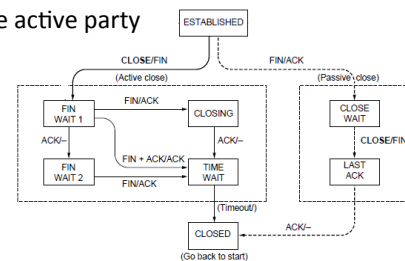 e active party
ESTABLISHED
CLOSE/FIN
FIN/ACK
(Active close)
(Passive close)
FIN/ACK
FIN
WAIT 1
CLOSING
CLOSE
WAIT
ACK/–
ACK/–
CLOSE/FIN
FIN + ACK/ACK
FIN
WAIT 2
TIME
WAIT
LAST
ACK
FIN/ACK
(Timeout/)
CLOSED
ACK/–
(Go back to start)